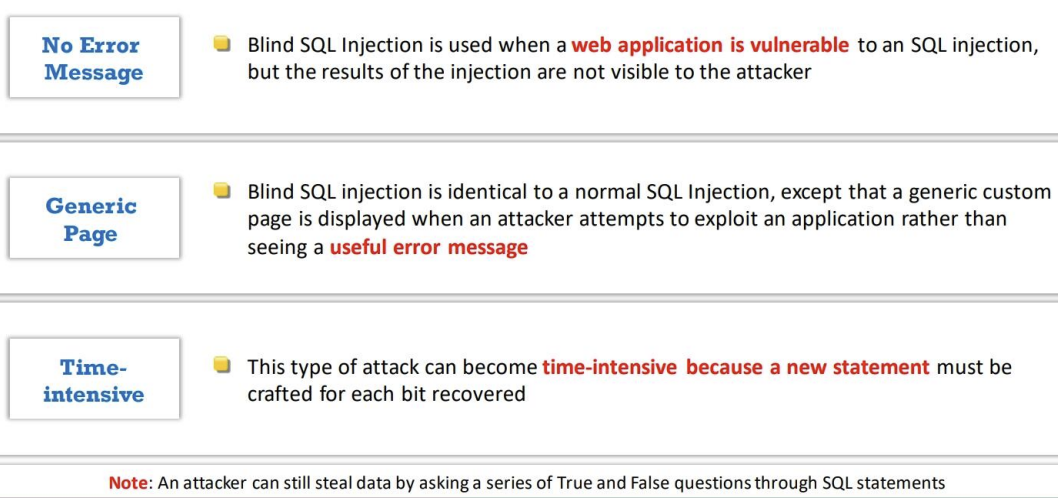 No Error
Message
Blind SQL Injection is used when a web application is vulnerable to an SQL injection,
but the results of the injection are not visible to the attacker
Generic
Page
Blind SQL injection is identical to a normal SQL Injection, except that a generic custom
page is displayed when an attacker attempts to exploit an application rather than
seeing a useful error message
Time-
intensive
This type of attack can become time-intensive because a new statement must be
crafted for each bit recovered
Note: An attacker can still steal data by asking a series of True and False questions through SQL statements